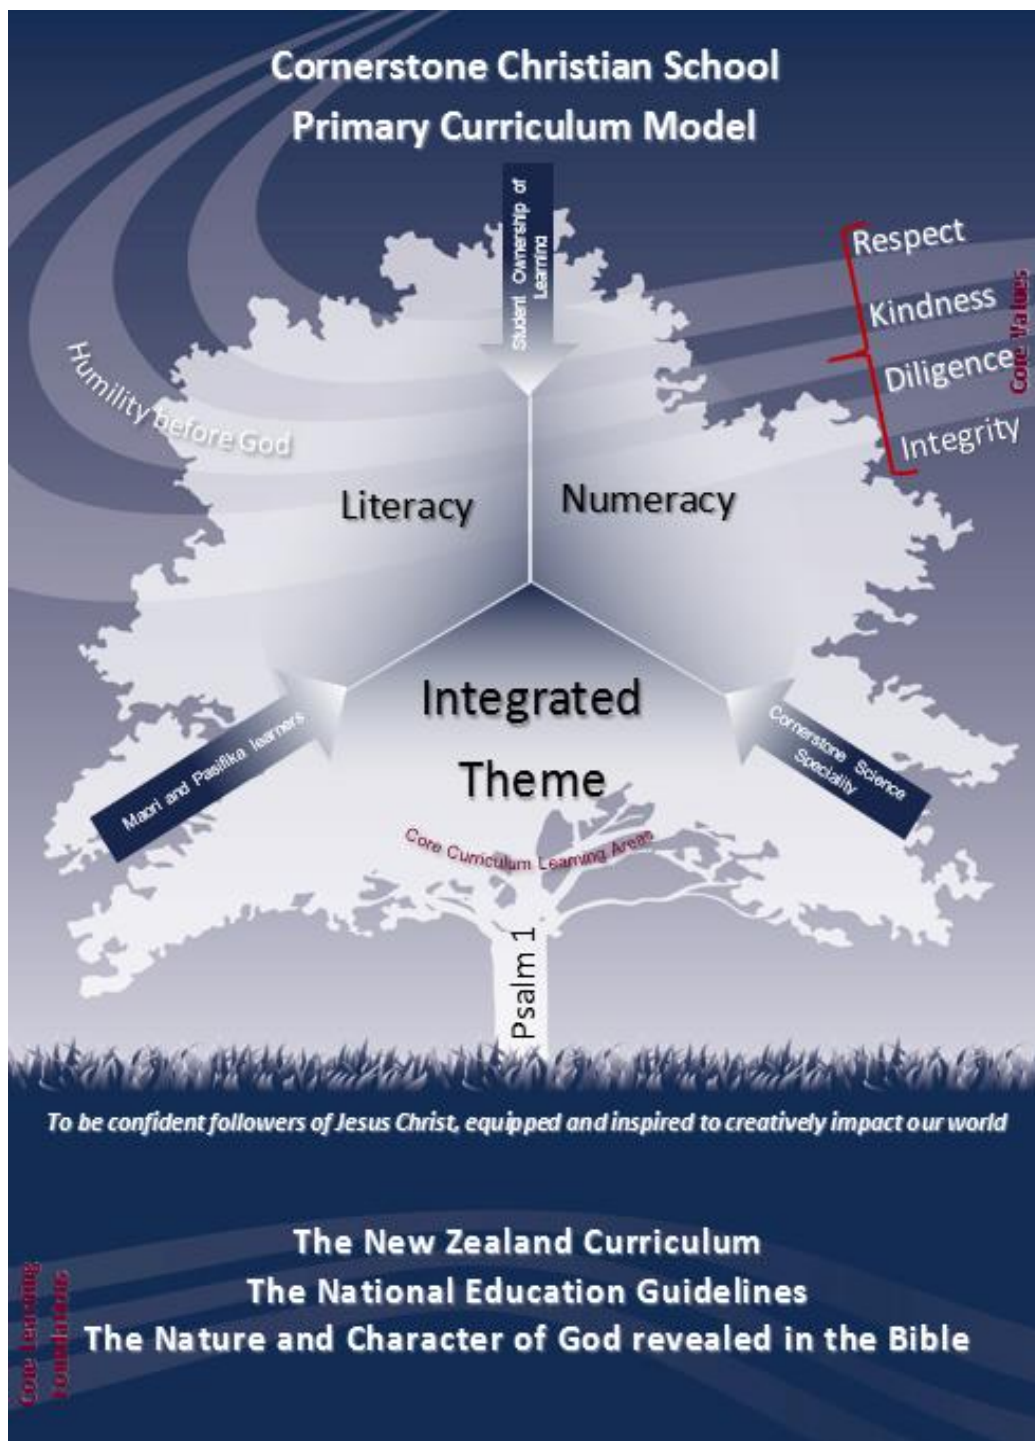 Cornerstone Christian School
Primary Curriculum Model
Student Ownership of
Learning
Respect
Kindness
Diligence
Integrity
Core Values
Humility before God
Literacy
Numeracy
Integrated
Theme
Maori and Pasifika learners
Cornerstone Science
Speciality
Core Curriculum Learning Areas
Psalm 1
To be confident followers of Jesus Christ, equipped and inspired to creatively impact our world
The New Zealand Curriculum
The National Education Guidelines
The Nature and Character of God revealed in the Bible
Core Learning
Foundations